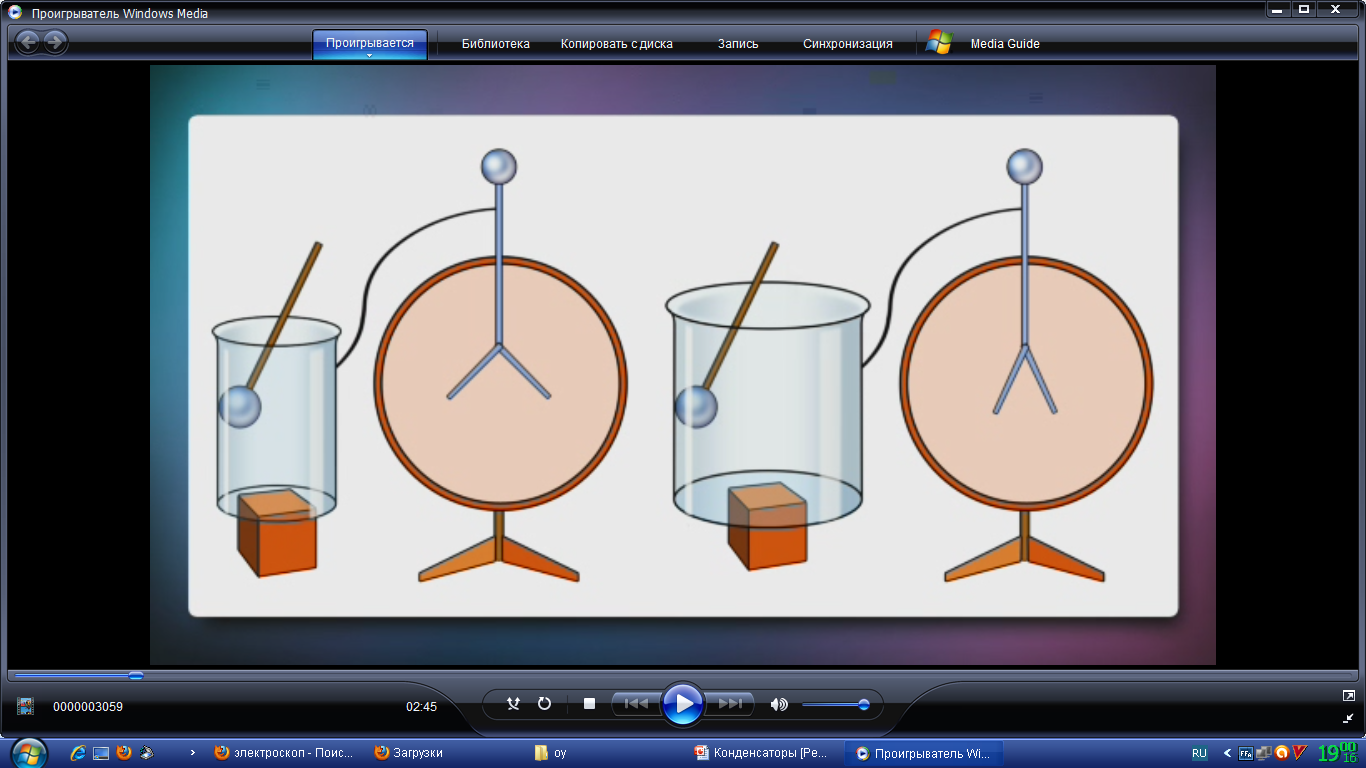 Проигрыватель Windows Media
Проигрывается Библиотека Копировать с диска Запись Синхронизация Media Guide
0000003059 02:45
электроскоп - Поис... Загрузки оу Конденсаторы [Ре... Проигрыватель Wi... RU 19 00 16